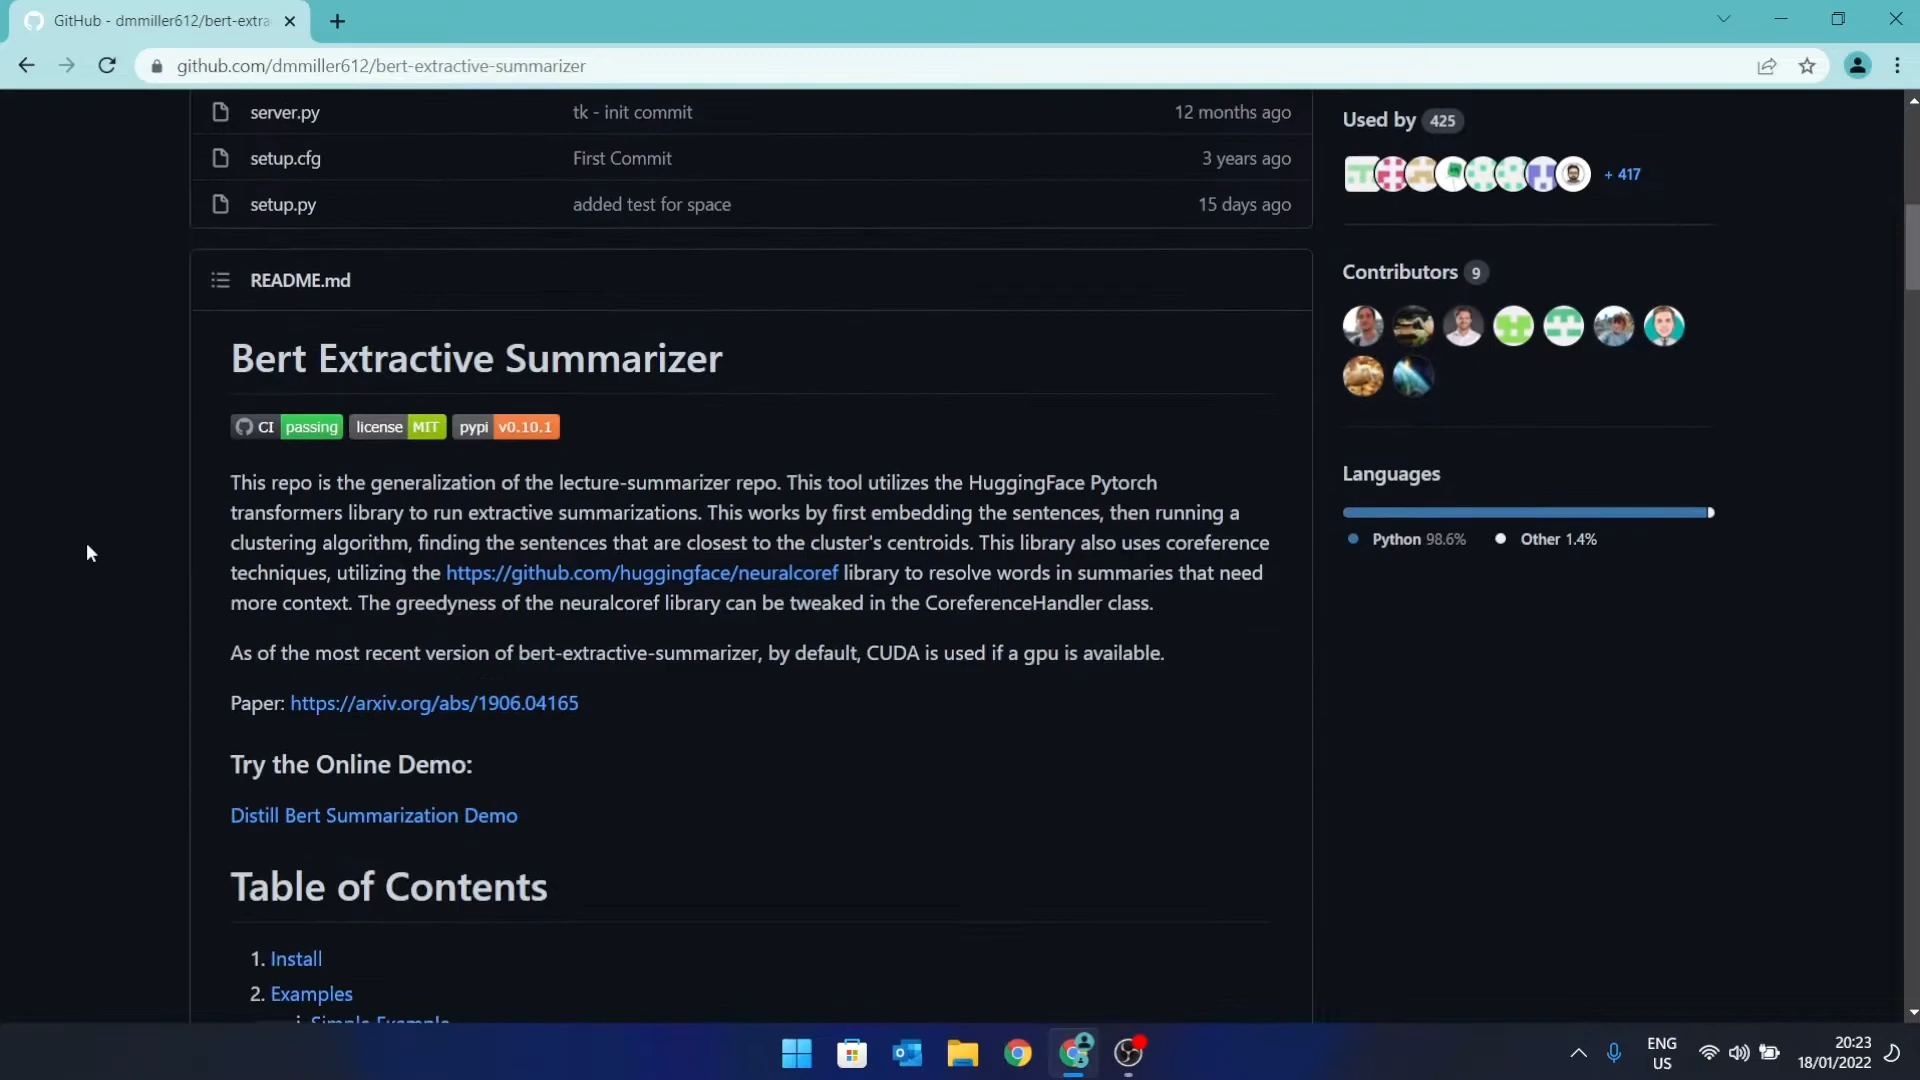 GitHub - dmmiller612/bert-extra
github.com/dmmiller612/bert-extractive-summarizer
server.py tk - init commit 12 months ago
setup.cfg First Commit 3 years ago
setup.py added test for space 15 days ago
README.md
Bert Extractive Summarizer
CI passing license MIT pypi v0.10.1
This repo is the generalization of the lecture-summarizer repo. This tool utilizes the HuggingFace Pytorch
transformers library to run extractive summarizations. This works by first embedding the sentences, then running a
clustering algorithm, finding the sentences that are closest to the cluster's centroids. This library also uses coreference
techniques, utilizing the https://github.com/huggingface/neuralcoref library to resolve words in summaries that need
more context. The greedyness of the neuralcoref library can be tweaked in the CoreferenceHandler class.
As of the most recent version of bert-extractive-summarizer, by default, CUDA is used if a gpu is available.
Paper: https://arxiv.org/abs/1906.04165
Try the Online Demo:
Distill Bert Summarization Demo
Table of Contents
1. Install
2. Examples
i. Simple Example
Used by 425
+ 417
Contributors 9
Languages
Python 98.6% Other 1.4%
ENG
US
20:23
18/01/2022